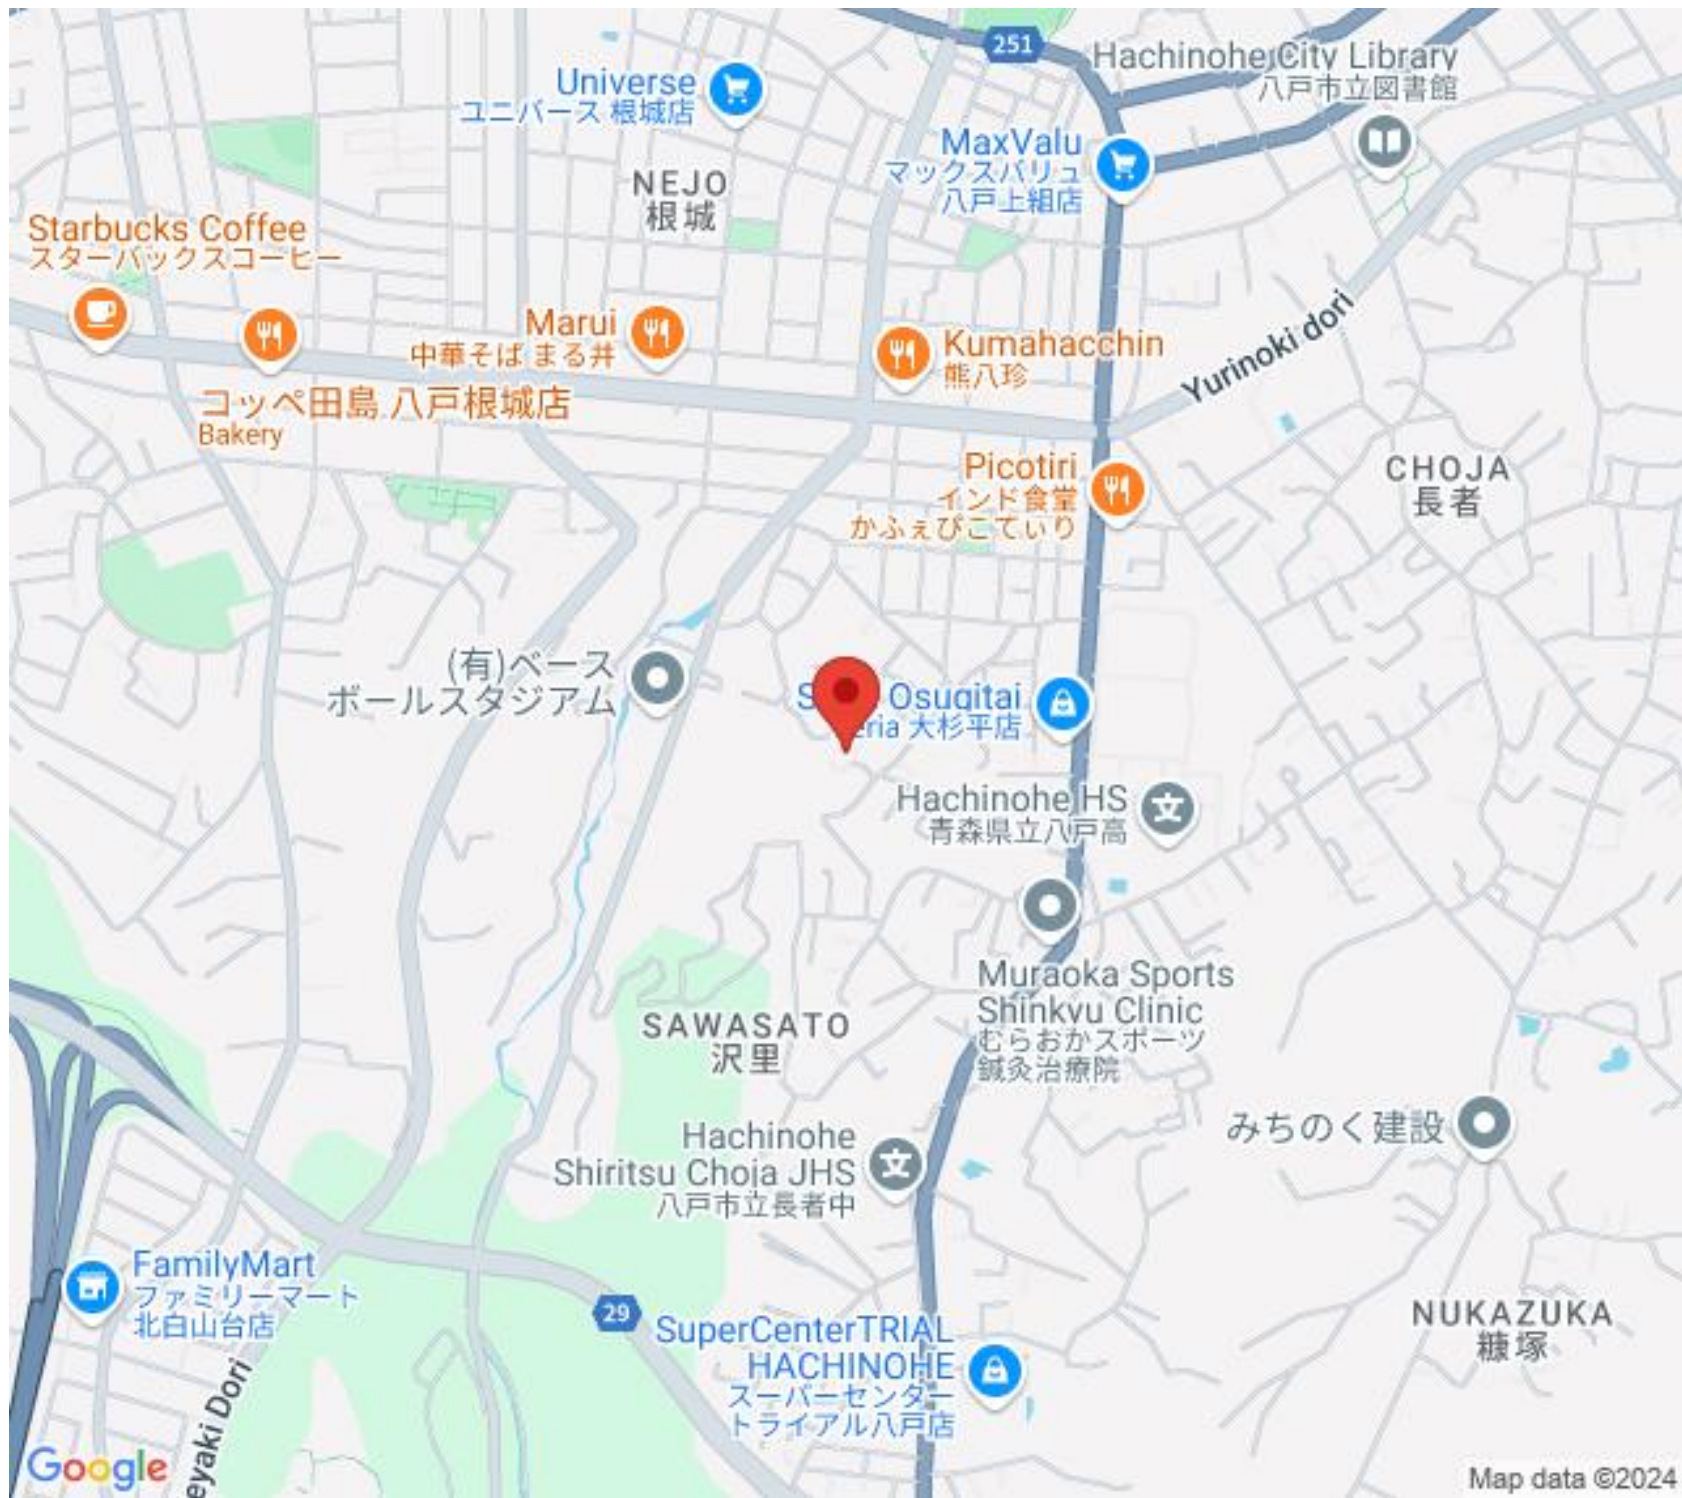 251
Hachinohe City Library
八戸市立図書館
Universe
ユニバース 根城店
MaxValu
マックスバリュ
八戸上組店
NEJO
根城
Starbucks Coffee
スターバックスコーヒー
Marui
中華そば まる井
Kumahacchin
熊八珍
Yurinoki dori
コッペ田島 八戸根城店
Bakery
Picotiri
インド食堂
かふぇぴこてぃり
CHOJA
長者
(有)ベース
ボールスタジアム
Osugitai
eria 大杉平店
Hachinohe HS
青森県立八戸高
Muraoka Sports
Shinkyu Clinic
むらおかスポーツ
鍼灸治療院
SAWASATO
沢里
みちのく建設
Hachinohe
Shiritsu Choja JHS
八戸市立長者中
FamilyMart
ファミリーマート
北白山台店
29
SuperCenterTRIAL
HACHINOHE
スーパーセンター
トライアル八戸店
NUKAZUKA
糠塚
eyaki Dori
Google
Map data ©2024